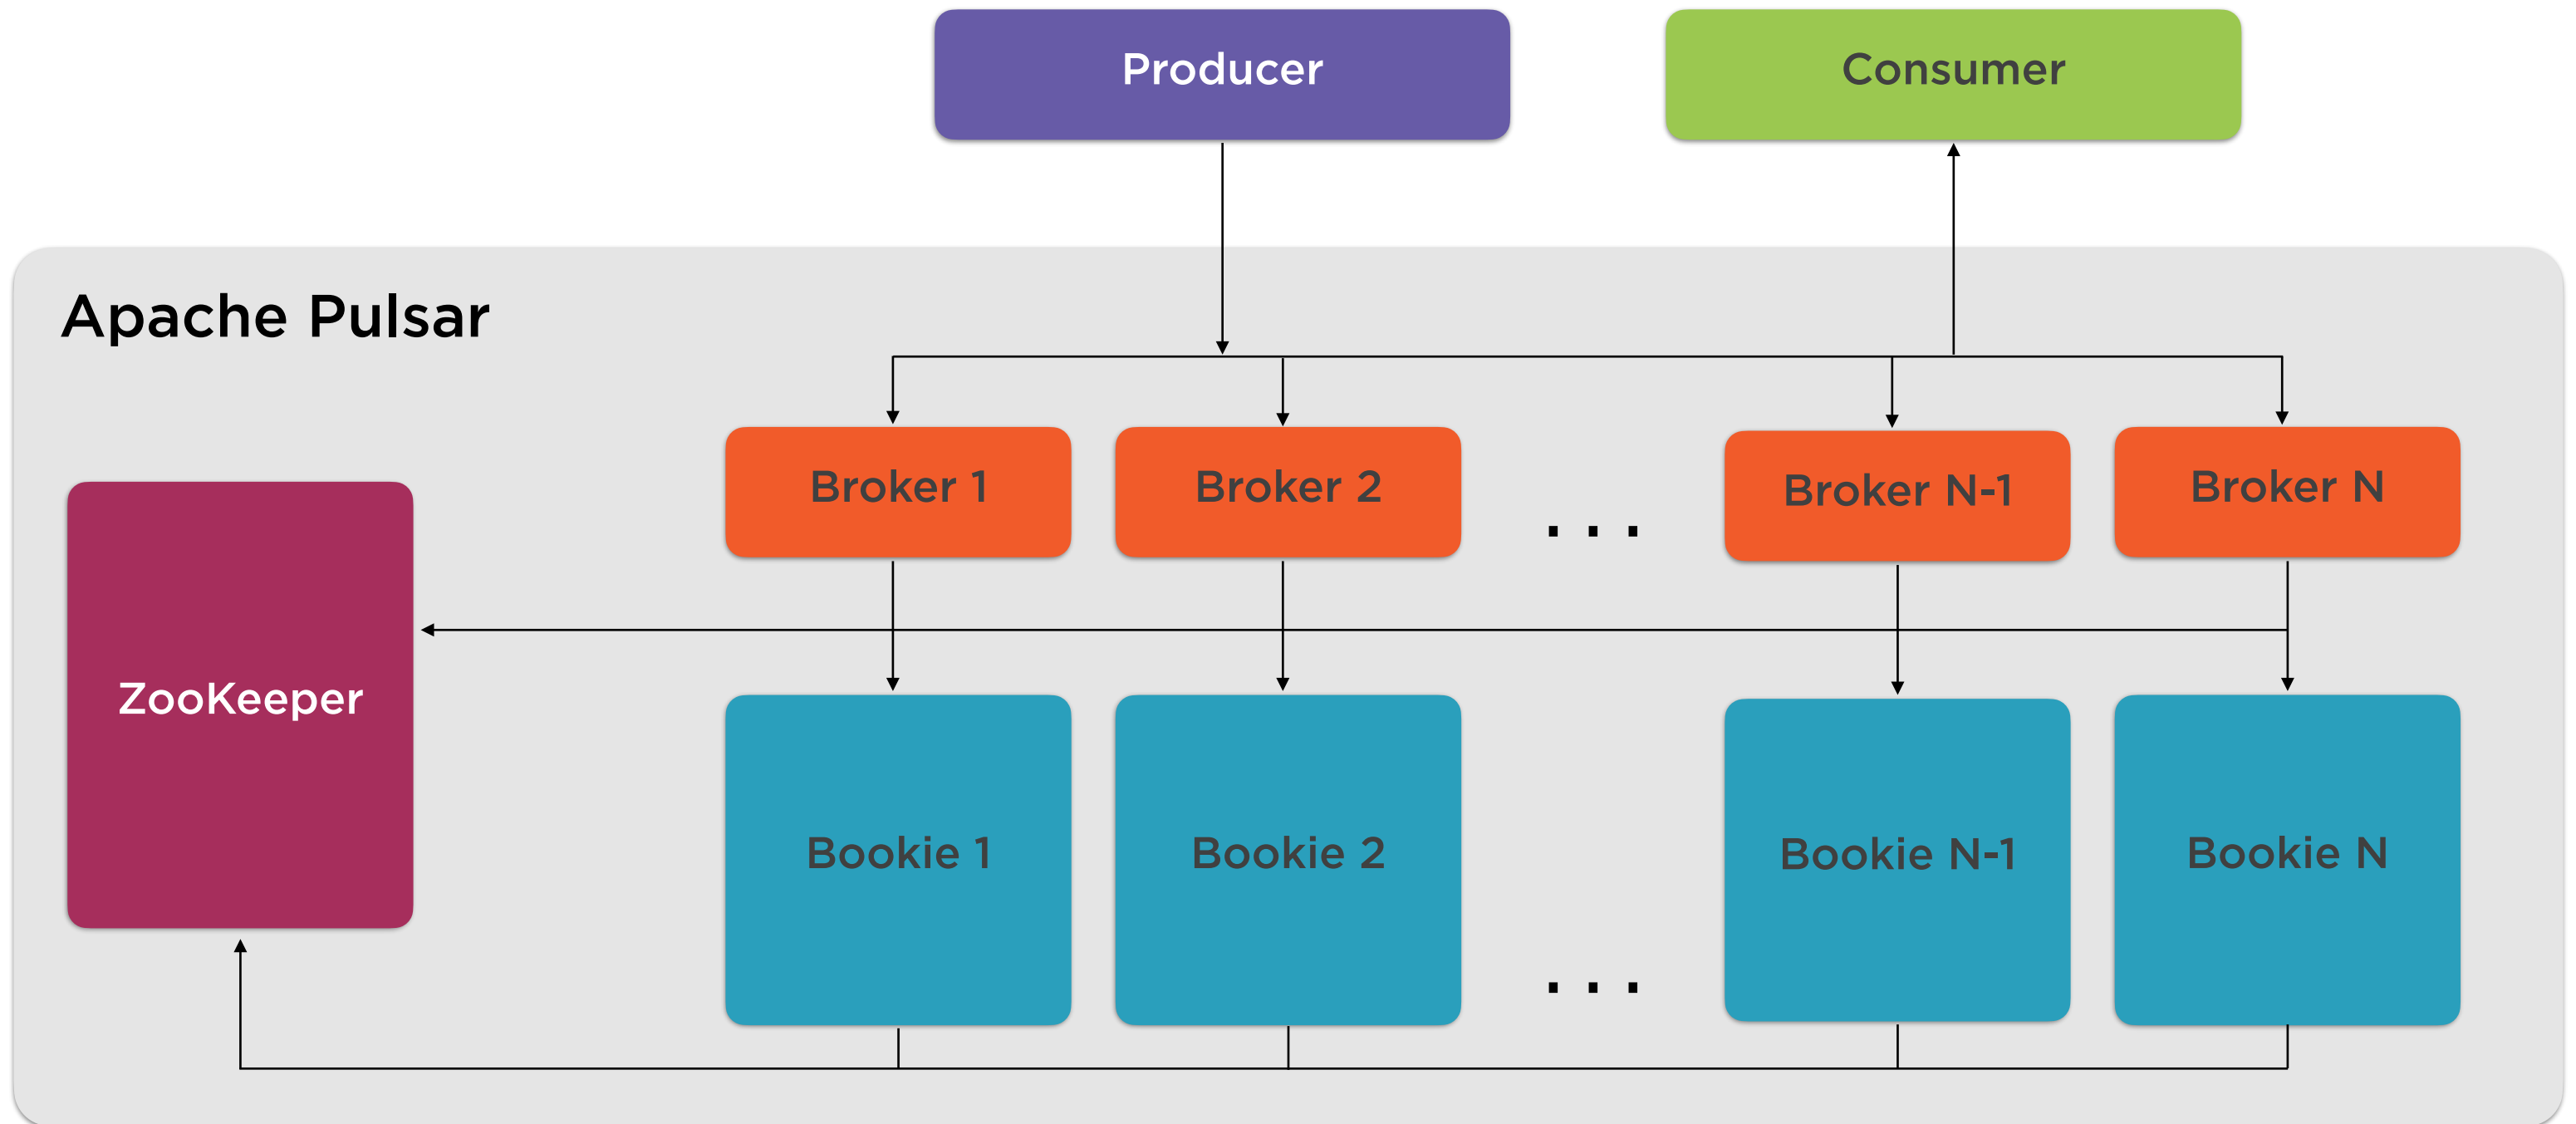 Producer
Consumer
Apache Pulsar
Broker 1
Broker 2
. . .
Broker N-1
Broker N
ZooKeeper
Bookie 1
Bookie 2
. . .
Bookie N-1
Bookie N